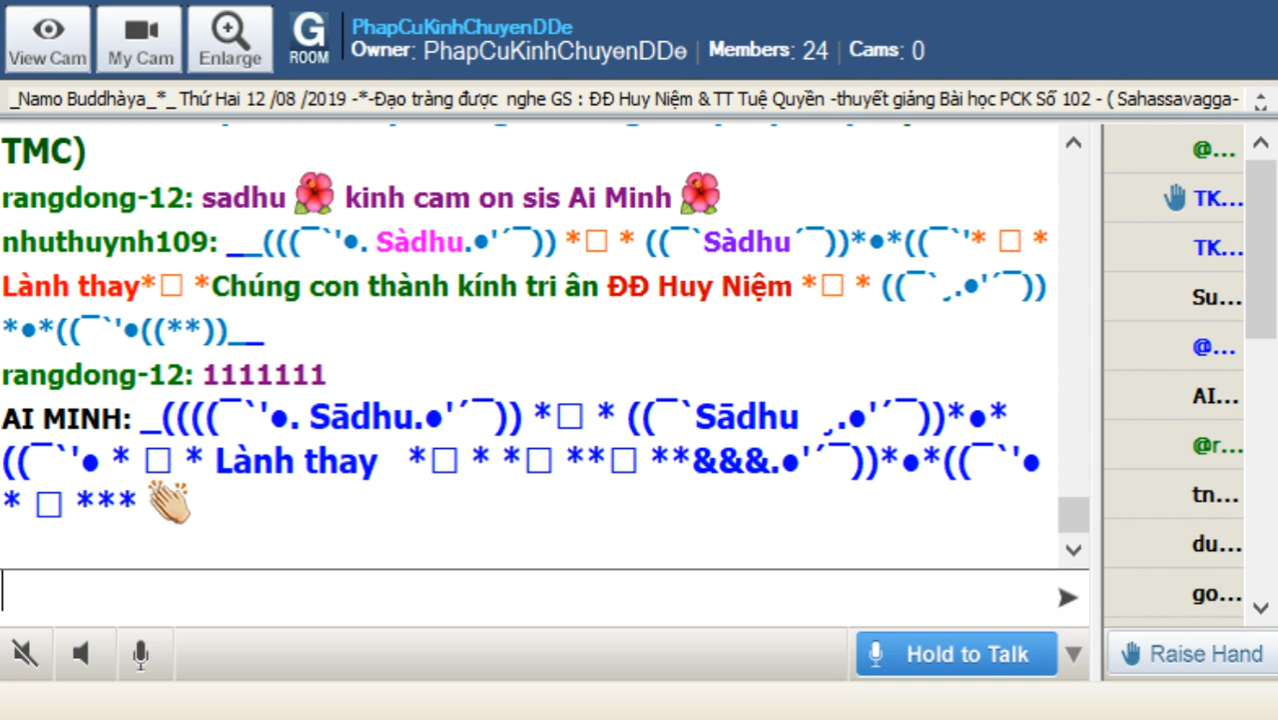 View Cam
My Cam
Enlarge
G
ROOM
PhapCuKinhChuyenDDe
Owner: PhapCuKinhChuyenDDe | Members: 24 | Cams: 0
_Namo Buddhàya_*_ Thứ Hai 12 /08 /2019 -*-Đạo tràng được nghe GS : ĐĐ Huy Niệm & TT Tuệ Quyền -thuyết giảng Bài học PCK Số 102 - ( Sahassavagga-
TMC)
rangdong-12: sadhu 🌺 kinh cam on sis Ai Minh 🌺
nhuthuynh109: __(((¯`'●. Sàdhu.●'´¯)) *□ * ((¯`Sàdhu´¯))*●*((¯`'* □ *
Lành thay*□ *Chúng con thành kính tri ân ĐĐ Huy Niệm *□ * ((¯`¸.●'´¯))
*●*((¯`'●((**))__
rangdong-12: 1111111
AI MINH: _((((¯`'●. Sādhu.●'´¯)) *□ * ((¯`Sādhu ¸.●'´¯))*●*
((¯`'● * □ * Lành thay *□ * *□ **□ **&&&.●'´¯))*●*((¯`'●
* □ *** 👏
@...
TK...
TK...
Su...
@...
AI...
@r...
tn...
du...
go...
Hold to Talk
Raise Hand